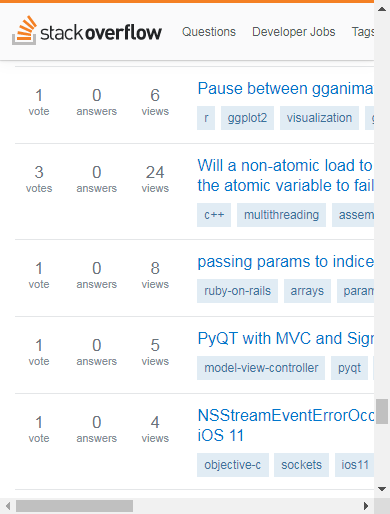 stackoverflow Questions Developer Jobs Tags
1 0 6 Pause between gganima
vote answers views r ggplot2 visualization
3 0 24 Will a non-atomic load to
votes answers views the atomic variable to fail
c++ multithreading assem
1 0 8 passing params to indice
vote answers views ruby-on-rails arrays param
1 0 5 PyQT with MVC and Sign
vote answers views model-view-controller pyqt
1 0 4 NSStreamEventErrorOcc
vote answers views iOS 11
objective-c sockets ios11